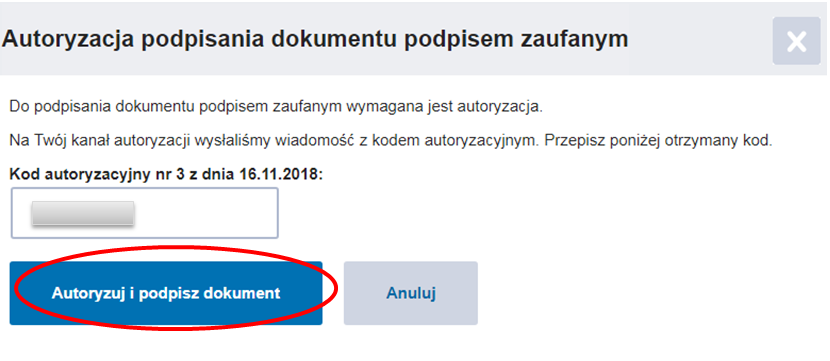 Autoryzacja podpisania dokumentu podpisem zaufanym
Do podpisania dokumentu podpisem zaufanym wymagana jest autoryzacja.
Na Twój kanał autoryzacji wysłaliśmy wiadomość z kodem autoryzacyjnym. Przepisz poniżej otrzymany kod.
Kod autoryzacyjny nr 3 z dnia 16.11.2018:
Autoryzuj i podpisz dokument
Anuluj